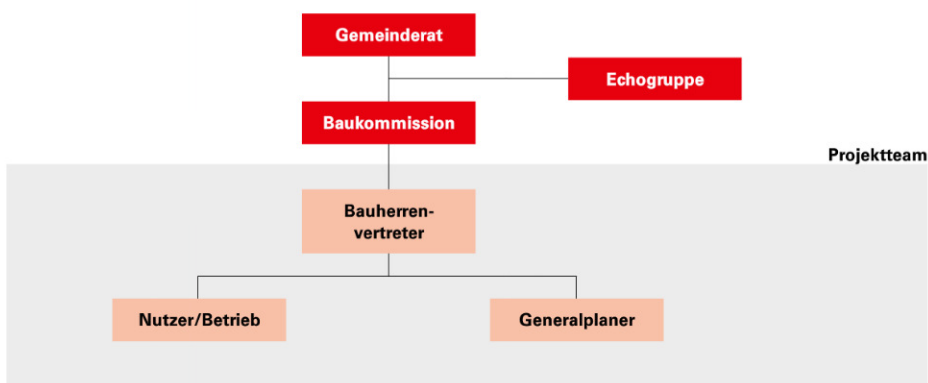 Gemeinderat
Echogruppe
Baukommission
Projektteam
Bauherren-
vertreter
Nutzer/Betrieb
Generalplaner